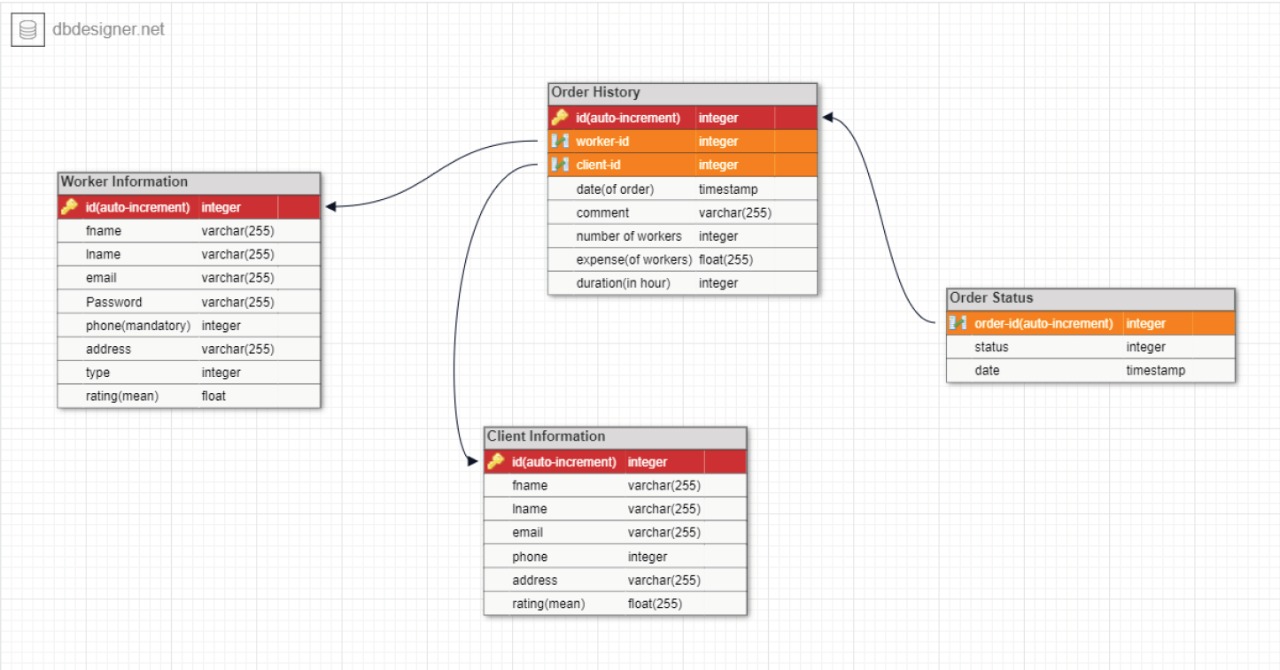 dbdesigner.net
Order History
id(auto-increment) integer
worker-id integer
client-id integer
date(of order) timestamp
comment varchar(255)
number of workers integer
expense(of workers) float(255)
duration(in hour) integer
Worker Information
id(auto-increment) integer
fname varchar(255)
lname varchar(255)
email varchar(255)
Password varchar(255)
phone(mandatory) integer
address varchar(255)
type integer
rating(mean) float
Order Status
order-id(auto-increment) integer
status integer
date timestamp
Client Information
id(auto-increment) integer
fname varchar(255)
lname varchar(255)
email varchar(255)
phone integer
address varchar(255)
rating(mean) float(255)